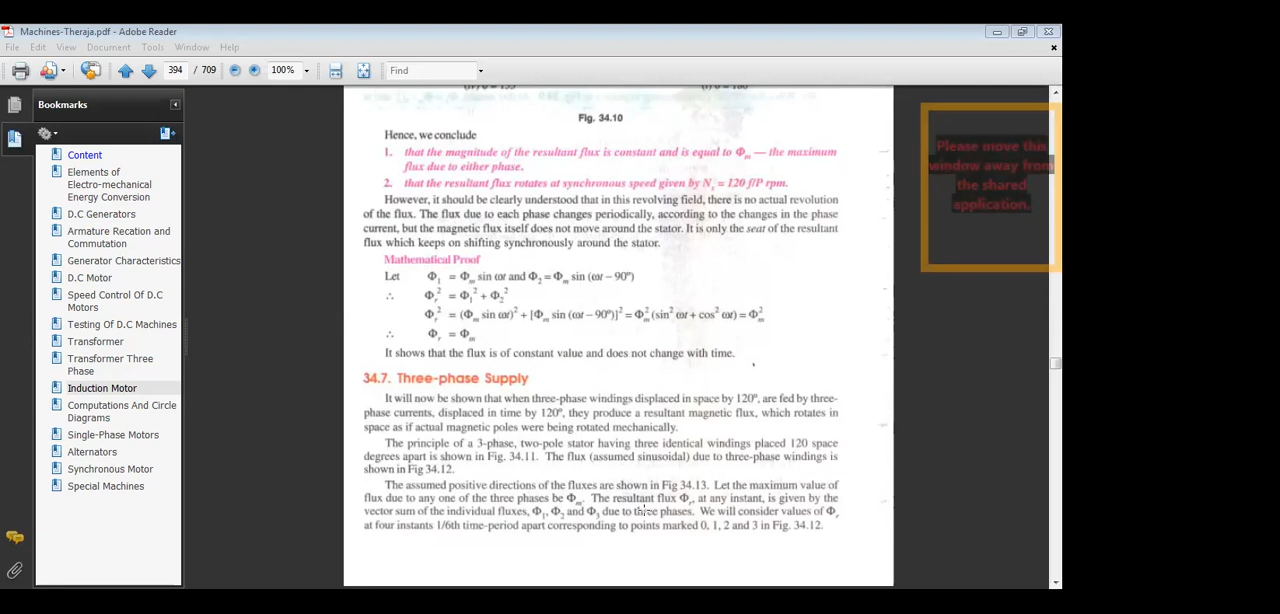 Machines-Theraja.pdf - Adobe Reader
File Edit View Document Tools Window Help
394 / 709 100% Find
Bookmarks
Content
Elements of
Electro-mechanical
Energy Conversion
D.C Generators
Armature Recation and
Commutation
Generator Characteristics
D.C Motor
Speed Control Of D.C
Motors
Testing Of D.C Machines
Transformer
Transformer Three
Phase
Induction Motor
Computations And Circle
Diagrams
Single-Phase Motors
Alternators
Synchronous Motor
Special Machines
Fig. 34.10
Hence, we conclude
1. that the magnitude of the resultant flux is constant and is equal to Φm — the maximum
flux due to either phase.
2. that the resultant flux rotates at synchronous speed given by Ns = 120 f/P rpm.
However, it should be clearly understood that in this revolving field, there is no actual revolution
of the flux. The flux due to each phase changes periodically, according to the changes in the phase
current, but the magnetic flux itself does not move around the stator. It is only the seat of the resultant
flux which keeps on shifting synchronously around the stator.
Mathematical Proof
Let Φ1 = Φm sin ωt and Φ2 = Φm sin (ωt − 90°)
∴ Φr² = Φ1² + Φ2²
Φr² = (Φm sin ωt)² + [Φm sin (ωt − 90°)]² = Φm² (sin² ωt + cos² ωt) = Φm²
∴ Φr = Φm
It shows that the flux is of constant value and does not change with time.
34.7. Three-phase Supply
It will now be shown that when three-phase windings displaced in space by 120°, are fed by three-
phase currents, displaced in time by 120°, they produce a resultant magnetic flux, which rotates in
space as if actual magnetic poles were being rotated mechanically.
The principle of a 3-phase, two-pole stator having three identical windings placed 120 space
degrees apart is shown in Fig. 34.11. The flux (assumed sinusoidal) due to three-phase windings is
shown in Fig 34.12.
The assumed positive directions of the fluxes are shown in Fig 34.13. Let the maximum value of
flux due to any one of the three phases be Φm. The resultant flux Φr, at any instant, is given by the
vector sum of the individual fluxes, Φ1, Φ2 and Φ3 due to three phases. We will consider values of Φr
at four instants 1/6th time-period apart corresponding to points marked 0, 1, 2 and 3 in Fig. 34.12.
Please move this
window away from
the shared
application.